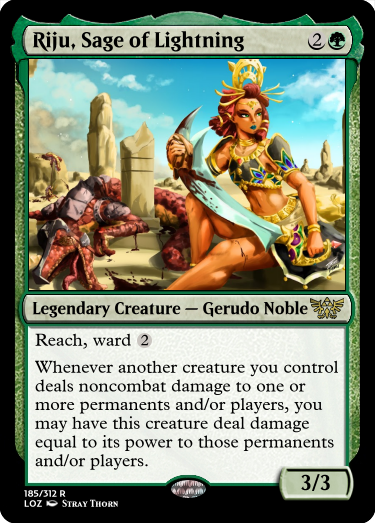 Riju, Sage of Lightning 2
Legendary Creature — Gerudo Noble
Reach, ward 2
Whenever another creature you control
deals noncombat damage to one or
more permanents and/or players, you
may have this creature deal damage
equal to its power to those permanents
and/or players.
3/3
185/312 R
LOZ Stray Thorn